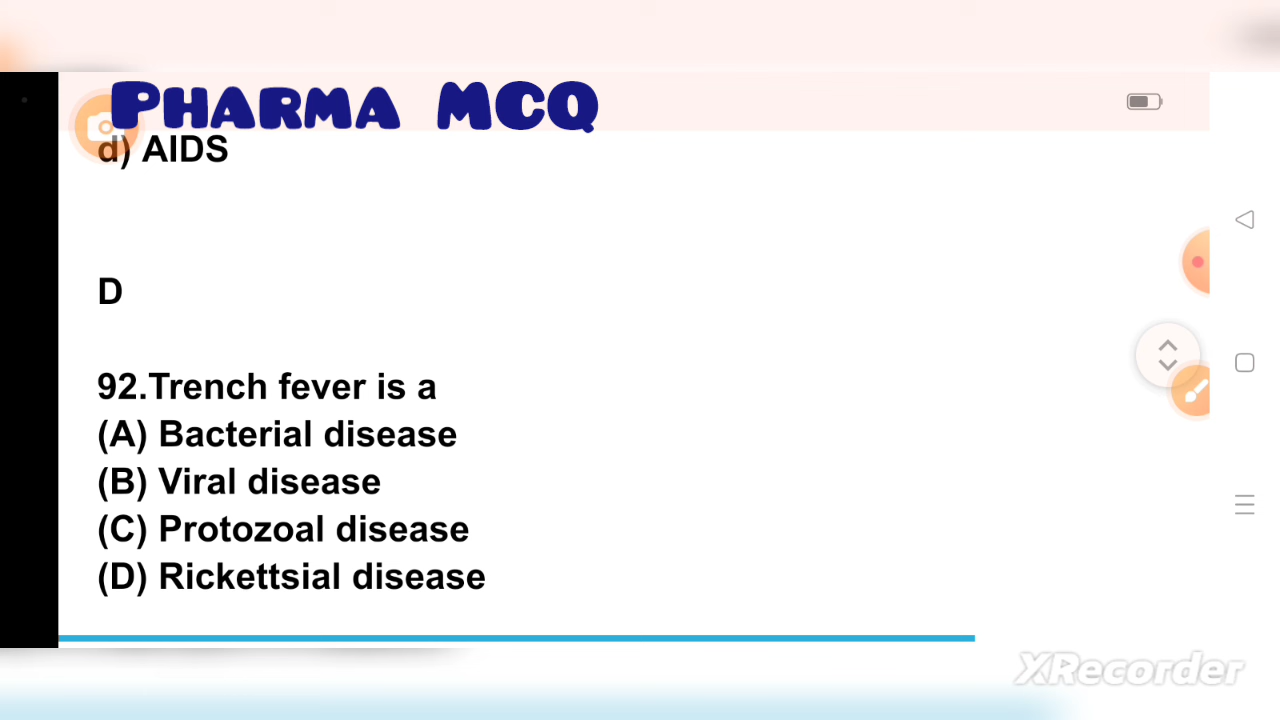 PHARMA MCQ
d) AIDS
D
92.Trench fever is a
(A) Bacterial disease
(B) Viral disease
(C) Protozoal disease
(D) Rickettsial disease
XRecorder